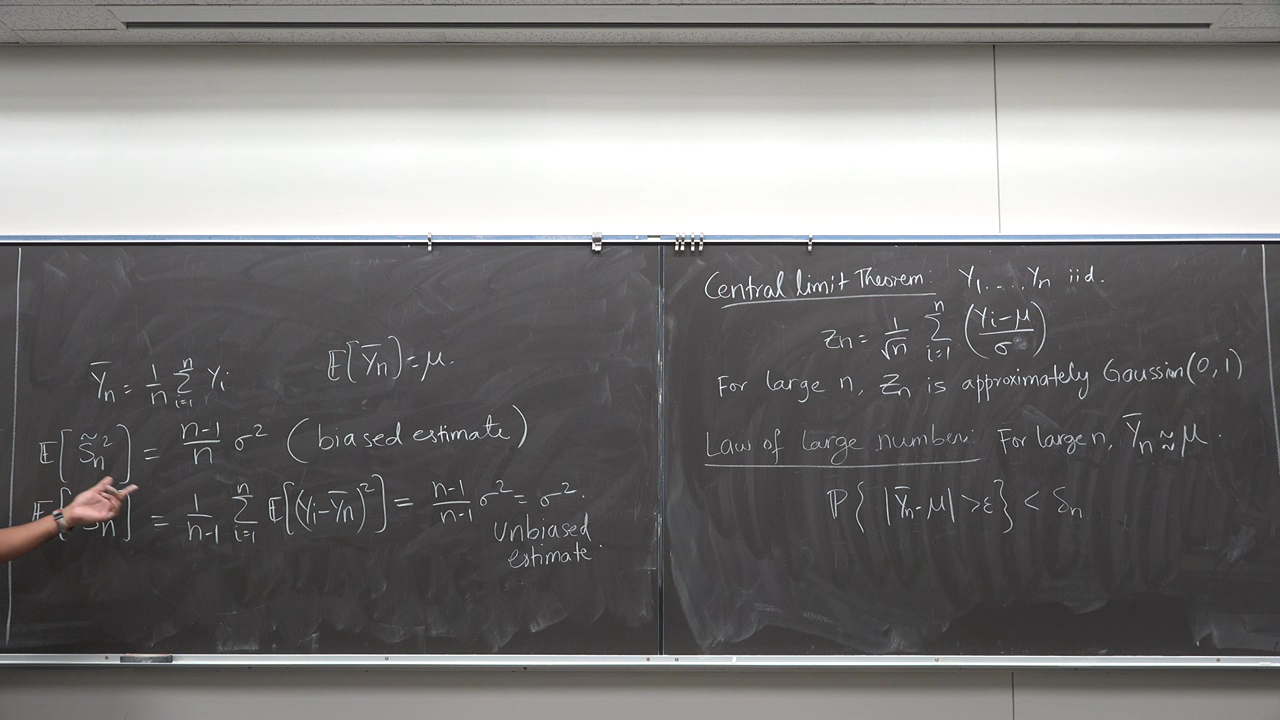 Ȳn = 1/n Σ_{i=1}^{n} Yi
E[Ȳn] = μ.
E[S̃n²] = n-1/n σ² (biased estimate)
E[Sn] = 1/n-1 Σ_{i=1}^{n} E[(Yi-Ȳn)²] = n-1/n-1 σ² = σ².
Unbiased
estimate.
Central limit Theorem: Y1....,Yn iid.
Zn = 1/√n Σ_{i=1}^{n} (Yi-μ/σ)
For large n, Zn is approximately Gaussian(0,1)
Law of large number: For large n, Ȳn ≈ μ.
P{ |Ȳn-μ| >ε} < δn